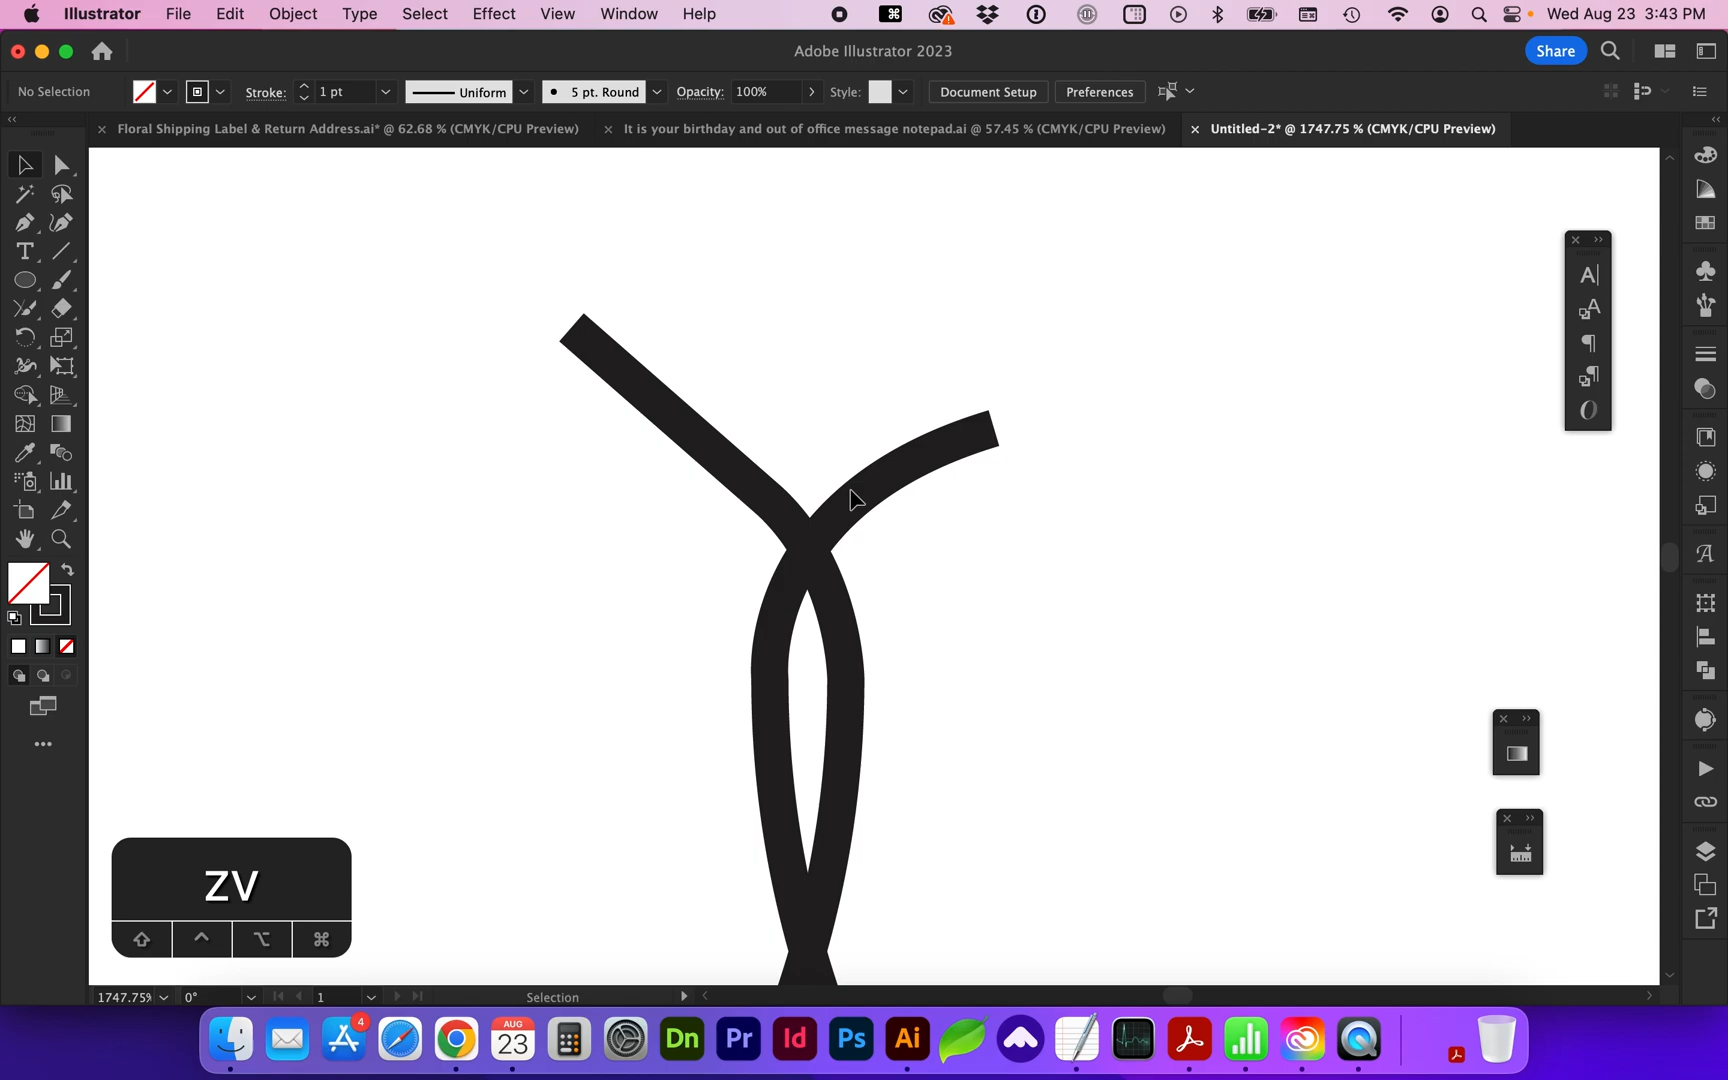 Illustrator File Edit Object Type Select Effect View Window Help Wed Aug 23 3:43 PM
4
Adobe Illustrator 2023
Share
No Selection Stroke: 1 pt Uniform 5 pt. Round Opacity: 100% Style: Document Setup Preferences
Floral Shipping Label & Return Address.ai* @ 62.68 % (CMYK/CPU Preview) It is your birthday and out of office message notepad.ai @ 57.45 % (CMYK/CPU Preview) Untitled-2* @ 1747.75 % (CMYK/CPU Preview)
ZV
1747.75% 0° 1 Selection
AUG
23
Dn Pr Id Ps Ai